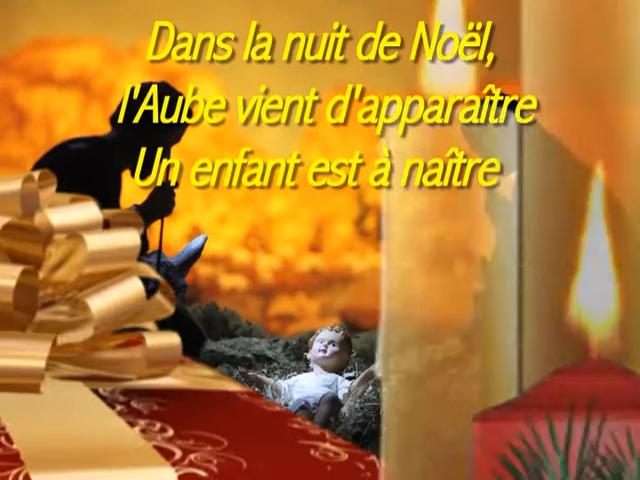 Dans la nuit de Noël,
l'Aube vient d'apparaître
Un enfant est à naître